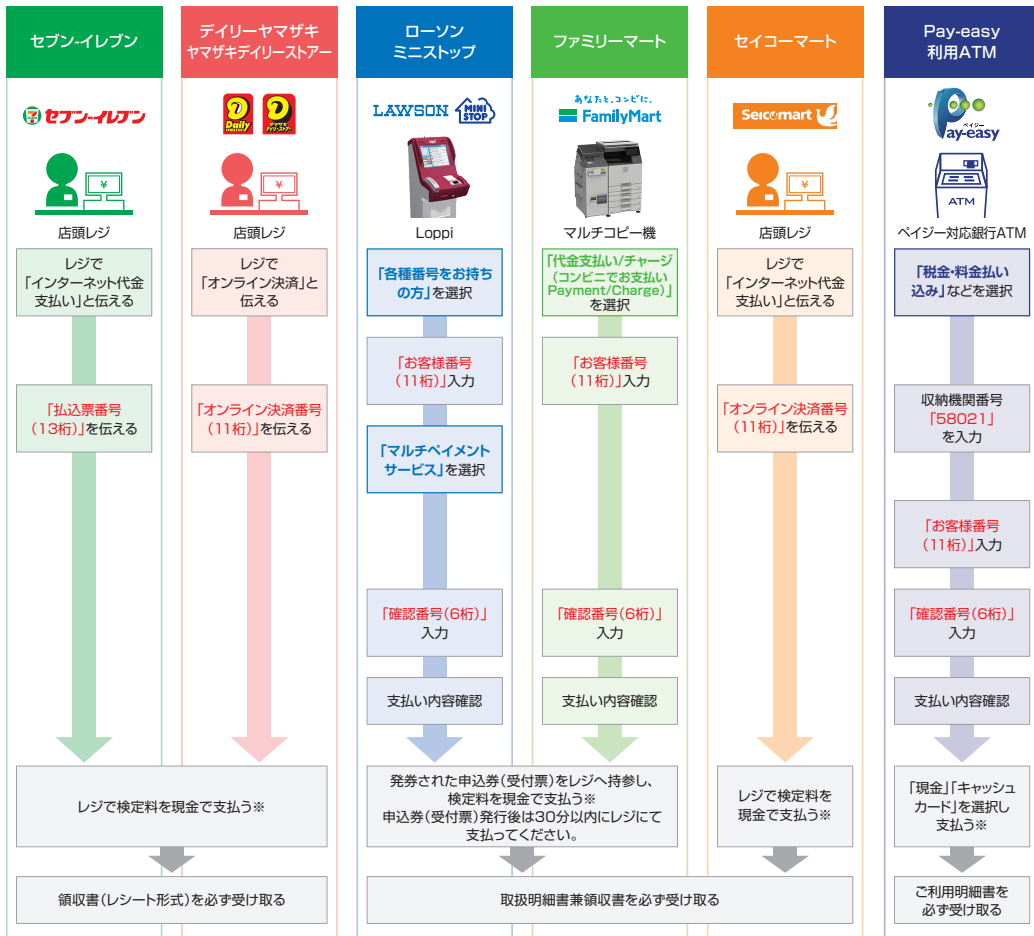 セブン-イレブン
セブン-イレブン
¥
店頭レジ
レジで
「インターネット代金
支払い」と伝える
「払込票番号
(13桁)」を伝える
デイリーヤマザキ
ヤマザキデイリーストアー
Daily
ヤマザキ
デイリーストアー
¥
店頭レジ
レジで
「オンライン決済」と
伝える
「オンライン決済番号
(11桁)」を伝える
レジで検定料を現金で支払う※
領収書(レシート形式)を必ず受け取る
ローソン
ミニストップ
LAWSON
MINI
STOP
Loppi
「各種番号をお持ち
の方」を選択
「お客様番号
(11桁)」入力
「マルチペイメント
サービス」を選択
「確認番号(6桁)」
入力
支払い内容確認
ファミリーマート
あなたと、コンビに、
FamilyMart
マルチコピー機
「代金支払い/チャージ
(コンビニでお支払い
Payment/Charge)」
を選択
「お客様番号
(11桁)」入力
「確認番号(6桁)」
入力
支払い内容確認
発券された申込券(受付票)をレジへ持参し、
検定料を現金で支払う※
申込券(受付票)発行後は30分以内にレジにて
支払ってください。
セイコーマート
Seicomart
¥
店頭レジ
レジで
「インターネット代金
支払い」と伝える
「オンライン決済番号
(11桁)」を伝える
レジで検定料を
現金で支払う※
取扱明細書兼領収書を必ず受け取る
Pay-easy
利用ATM
ペイジー
Pay-easy
ATM
ペイジー対応銀行ATM
「税金・料金払い
込み」などを選択
収納機関番号
「58021」
を入力
「お客様番号
(11桁)」入力
「確認番号(6桁)」
入力
支払い内容確認
「現金」「キャッシュ
カード」を選択し
支払う※
ご利用明細書を
必ず受け取る